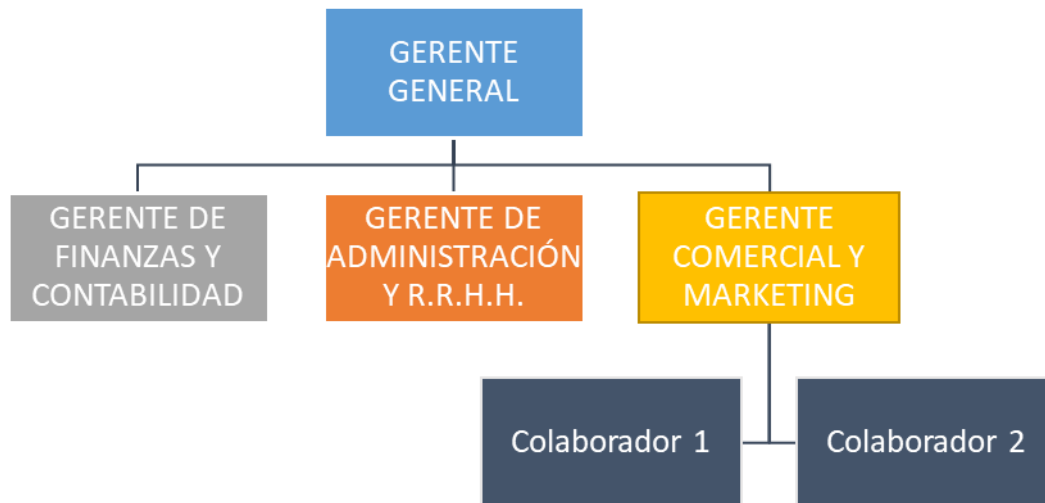 GERENTE
GENERAL
GERENTE DE
FINANZAS Y
CONTABILIDAD
GERENTE DE
ADMINISTRACIÓN
Y R.R.H.H.
GERENTE
COMERCIAL Y
MARKETING
Colaborador 1
Colaborador 2